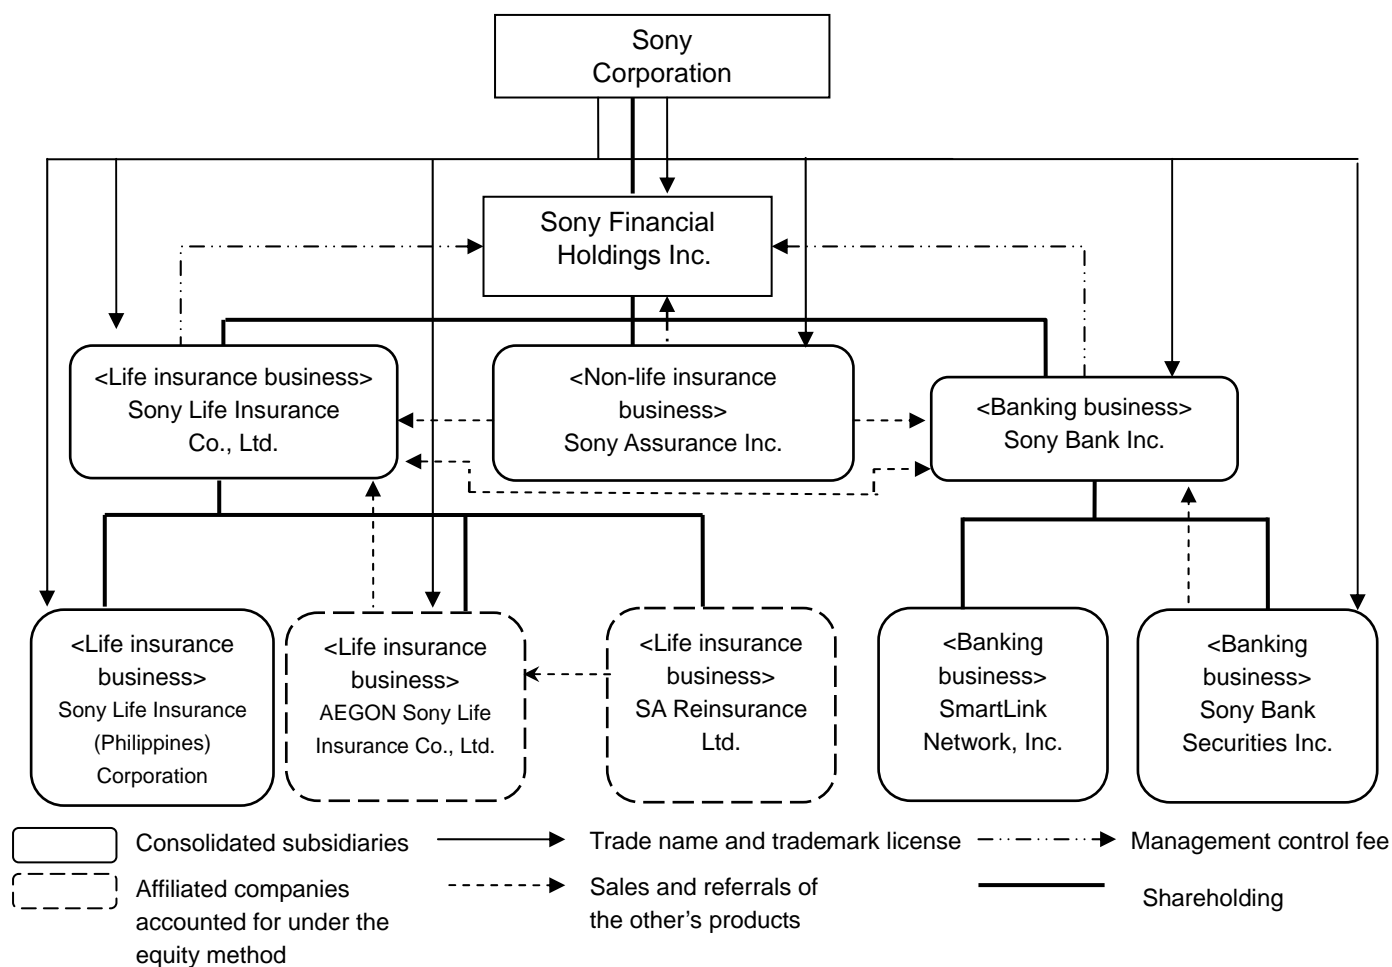 Sony
Corporation
Sony Financial
Holdings Inc.
<Life insurance business>
Sony Life Insurance
Co., Ltd.
<Non-life insurance
business>
Sony Assurance Inc.
<Banking business>
Sony Bank Inc.
<Life insurance
business>
Sony Life Insurance
(Philippines)
Corporation
<Life insurance
business>
AEGON Sony Life
Insurance Co., Ltd.
<Life insurance
business>
SA Reinsurance
Ltd.
<Banking
business>
SmartLink
Network, Inc.
<Banking
business>
Sony Bank
Securities Inc.
Consolidated subsidiaries
Trade name and trademark license
Management control fee
Affiliated companies
accounted for under the
equity method
Sales and referrals of
the other’s products
Shareholding